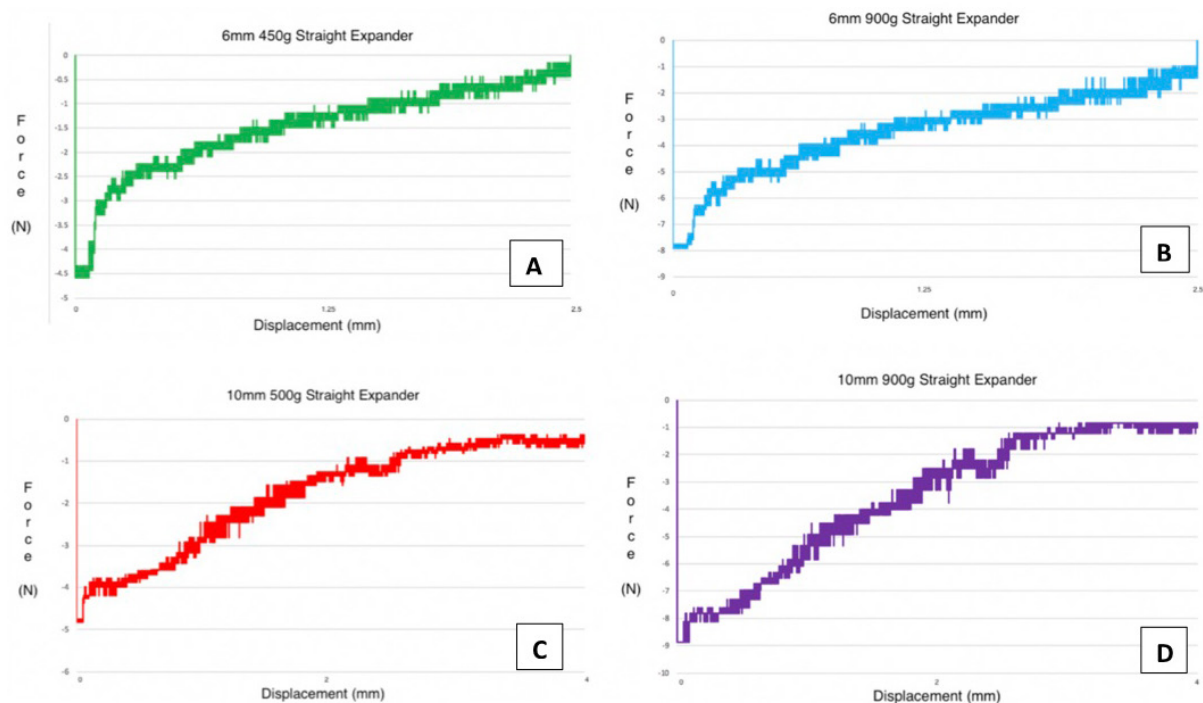 6mm 450g Straight Expander
0
-0.5
-1
-1.5
-2
-2.5
-3
-3.5
-4
-4.5
-5
Force
(N)
A
0 1.25 2.5
Displacement (mm)
6mm 900g Straight Expander
0
-1
-2
-3
-4
-5
-6
-7
-8
-9
Force
(N)
B
0 1.25 2.5
Displacement (mm)
10mm 500g Straight Expander
0
-1
-2
-3
-4
-5
-6
Force
(N)
C
0 2 4
Displacement (mm)
10mm 900g Straight Expander
0
-1
-2
-3
-4
-5
-6
-7
-8
-9
-10
Force
(N)
D
0 2 4
Displacement (mm)